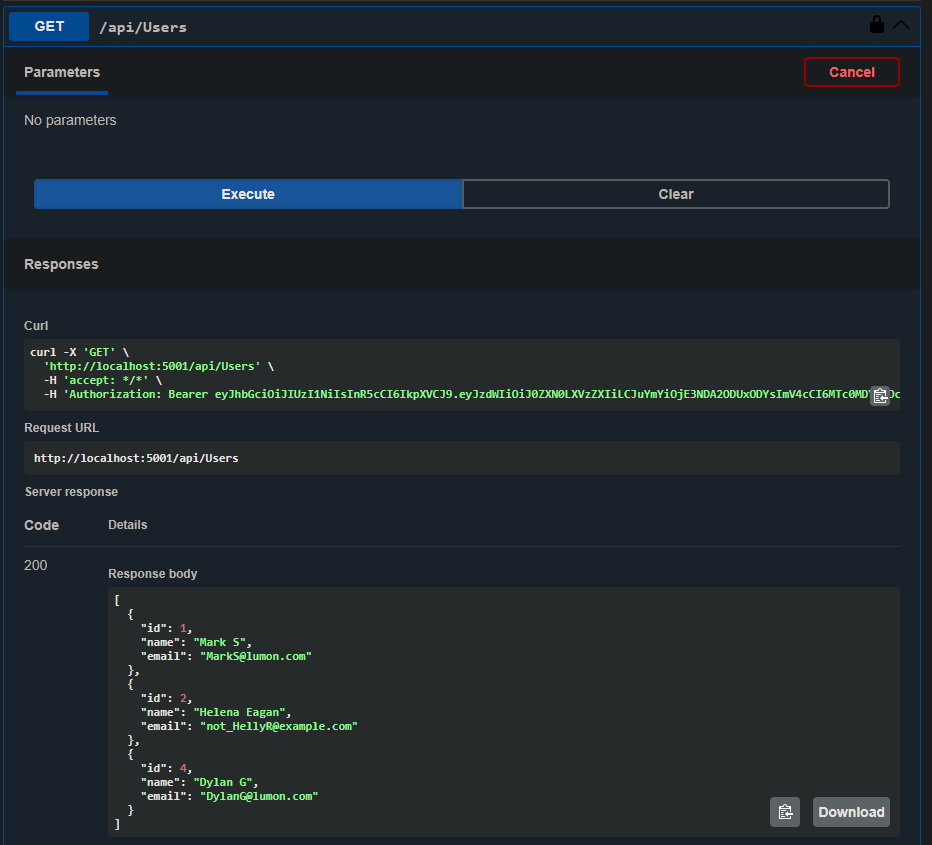 GET /api/Users
Parameters
Cancel
No parameters
Execute
Clear
Responses
Curl
curl -X 'GET' \
  'http://localhost:5001/api/Users' \
  -H 'accept: */*' \
  -H 'Authorization: Bearer eyJhbGciOiJIUzI1NiIsInR5cCI6IkpXVCJ9.eyJzdWIiOiJ0ZXN0LXVzZXIiLCJuYmYiOjE3NDA2ODUxODYsImV4cCI6MTc0MD
Request URL
http://localhost:5001/api/Users
Server response
Code Details
200
Response body
[
  {
    "id": 1,
    "name": "Mark S",
    "email": "MarkS@lumon.com"
  },
  {
    "id": 2,
    "name": "Helena Eagan",
    "email": "not_HellyR@example.com"
  },
  {
    "id": 4,
    "name": "Dylan G",
    "email": "DylanG@lumon.com"
  }
]
Download